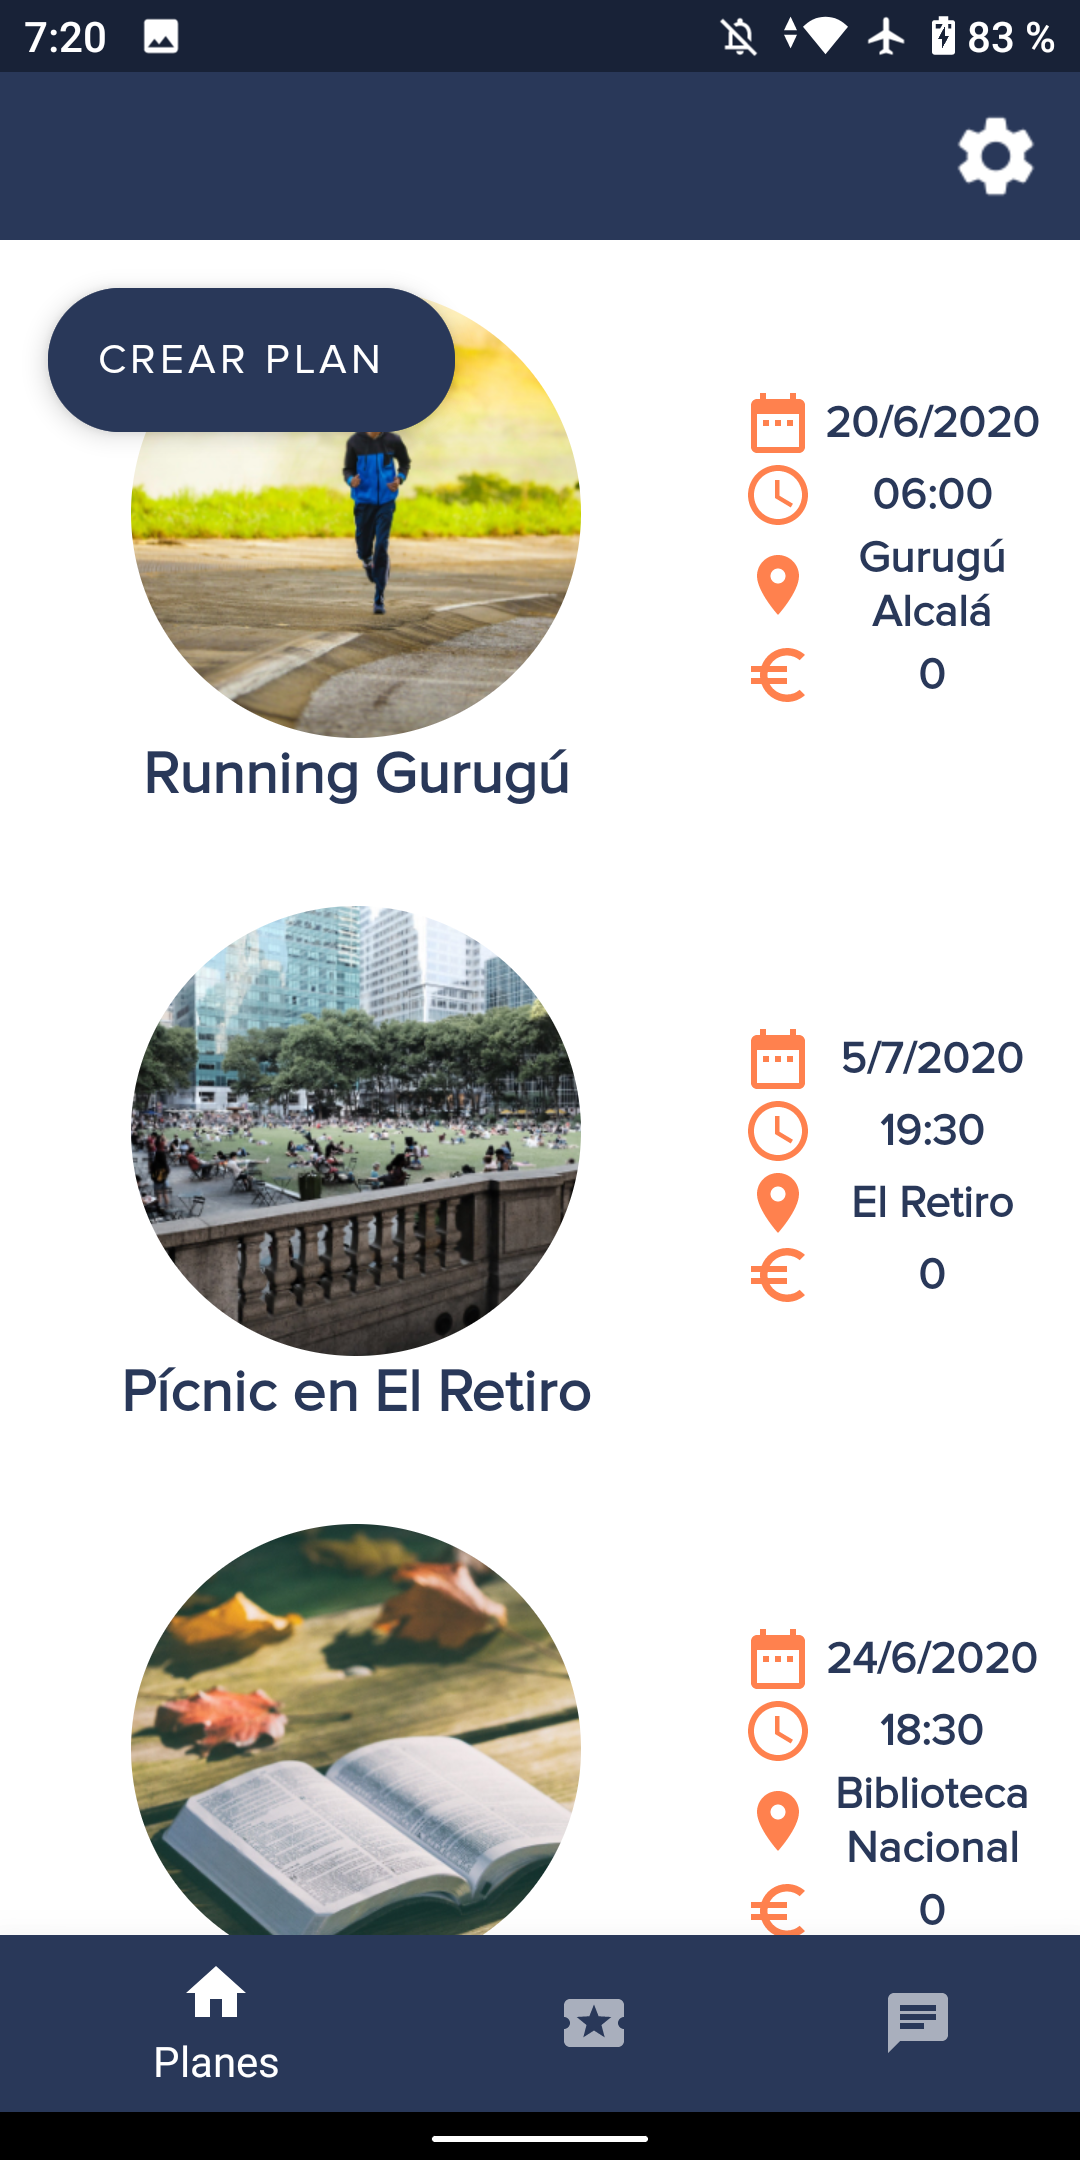 7:20
83 %
CREAR PLAN
20/6/2020
06:00
Gurugú
Alcalá
0
Running Gurugú
5/7/2020
19:30
El Retiro
0
Pícnic en El Retiro
24/6/2020
18:30
Biblioteca
Nacional
0
Planes